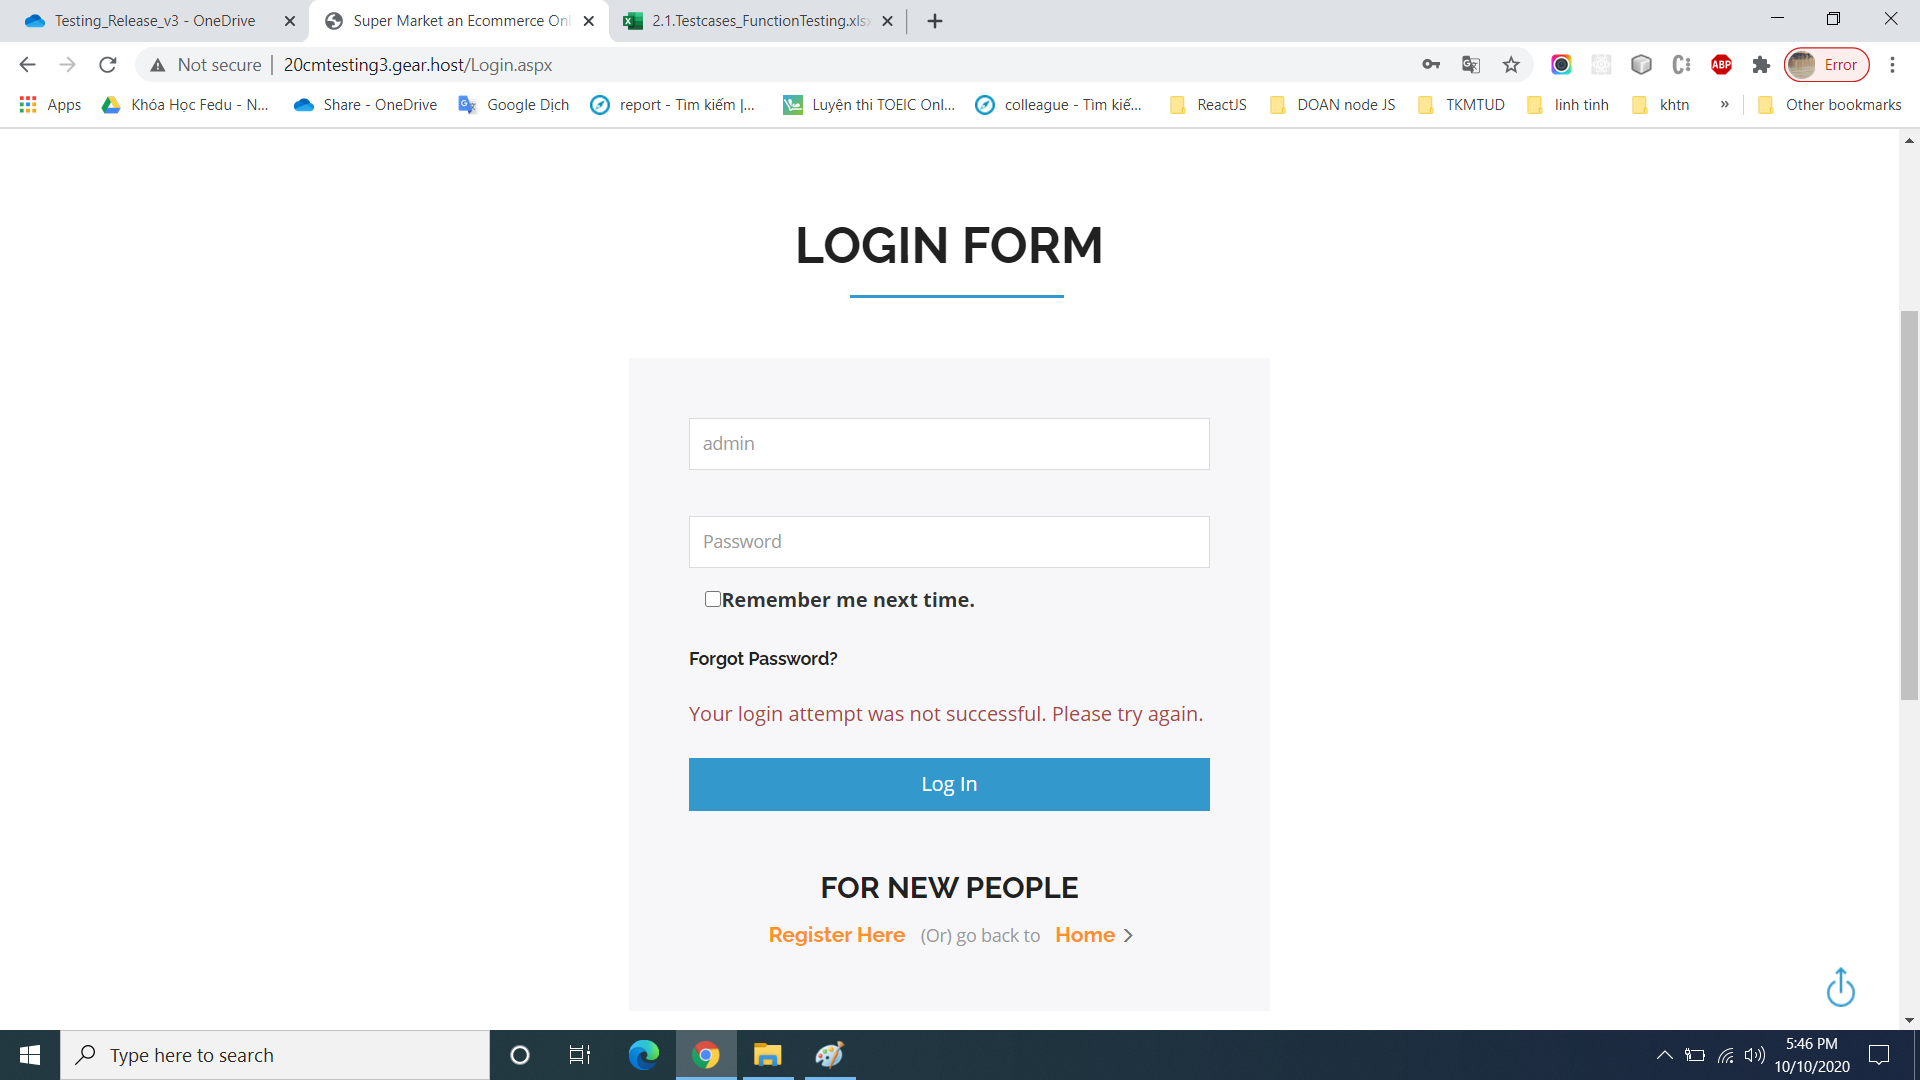 Testing_Release_v3 - OneDrive
Super Market an Ecommerce Onl
2.1.Testcases_FunctionTesting.xlsx
Not secure | 20cmtesting3.gear.host/Login.aspx
ABP
Error
Apps
Khóa Học Fedu - N...
Share - OneDrive
Google Dịch
report - Tìm kiếm |...
Luyện thi TOEIC Onl...
colleague - Tìm kiế...
ReactJS
DOAN node JS
TKMTUD
linh tinh
khtn
»
Other bookmarks
LOGIN FORM
admin
Password
Remember me next time.
Forgot Password?
Your login attempt was not successful. Please try again.
Log In
FOR NEW PEOPLE
Register Here (Or) go back to Home >
Type here to search
5:46 PM
10/10/2020